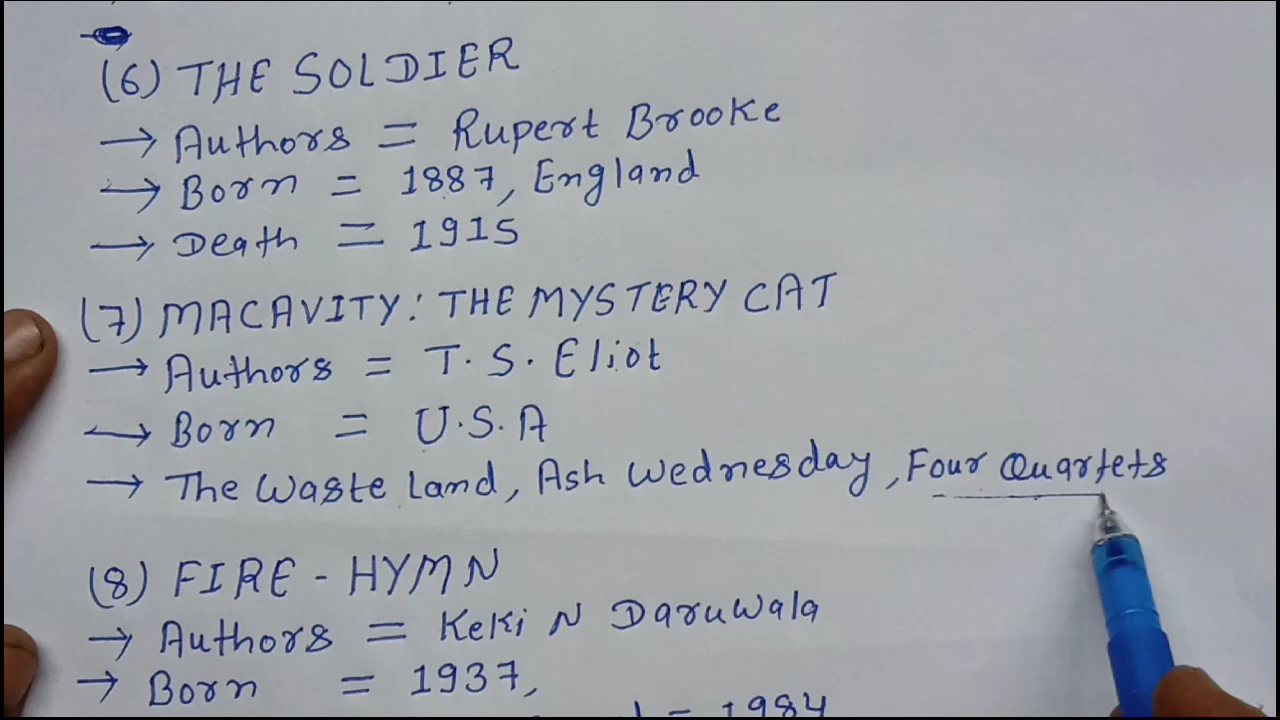 (6) THE SOLDIER
→ Authors = Rupert Brooke
→ Born = 1887, England
→ Death = 1915
(7) MACAVITY: THE MYSTERY CAT
→ Authors = T. S. Eliot
→ Born = U.S.A
→ The Waste Land, Ash Wednesday, Four Quartets
(8) FIRE - HYMN
→ Authors = Keki N Daruwala
→ Born = 1937,
= 1984